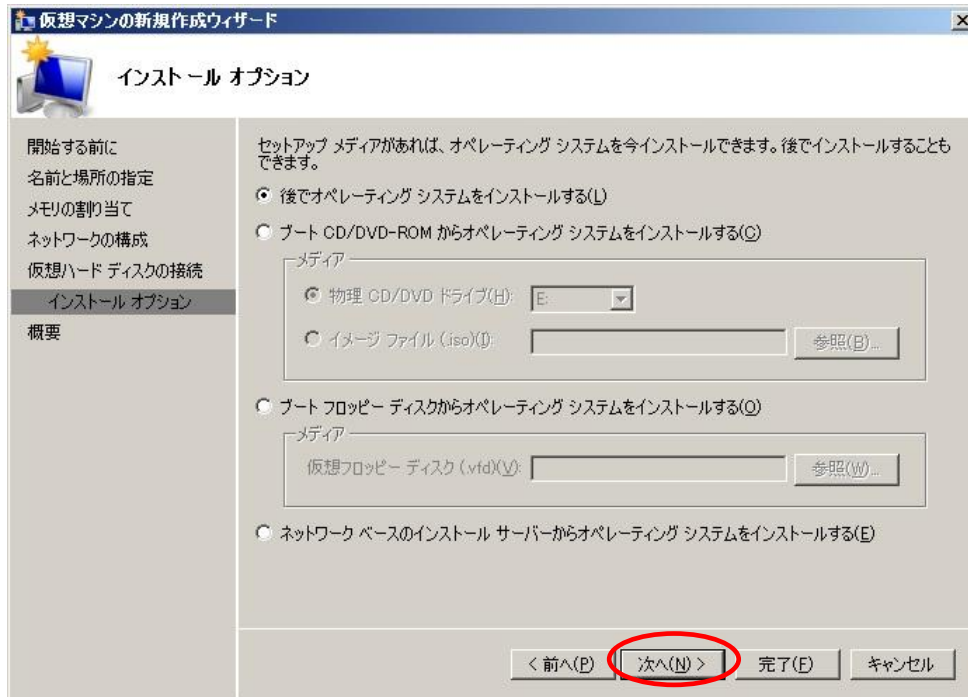 仮想マシンの新規作成ウィザード
インストール オプション
開始する前に
名前と場所の指定
メモリの割り当て
ネットワークの構成
仮想ハード ディスクの接続
インストール オプション
概要
セットアップ メディアがあれば、オペレーティング システムを今インストールできます。後でインストールすることも
できます。
後でオペレーティング システムをインストールする(L)
ブート CD/DVD-ROM からオペレーティング システムをインストールする(C)
メディア
物理 CD/DVD ドライブ(H):
E:
イメージ ファイル (.iso)(I):
参照(B)...
ブート フロッピー ディスクからオペレーティング システムをインストールする(O)
メディア
仮想フロッピー ディスク (.vfd)(V):
参照(W)...
ネットワーク ベースのインストール サーバーからオペレーティング システムをインストールする(E)
< 前へ(P)
次へ(N) >
完了(F)
キャンセル